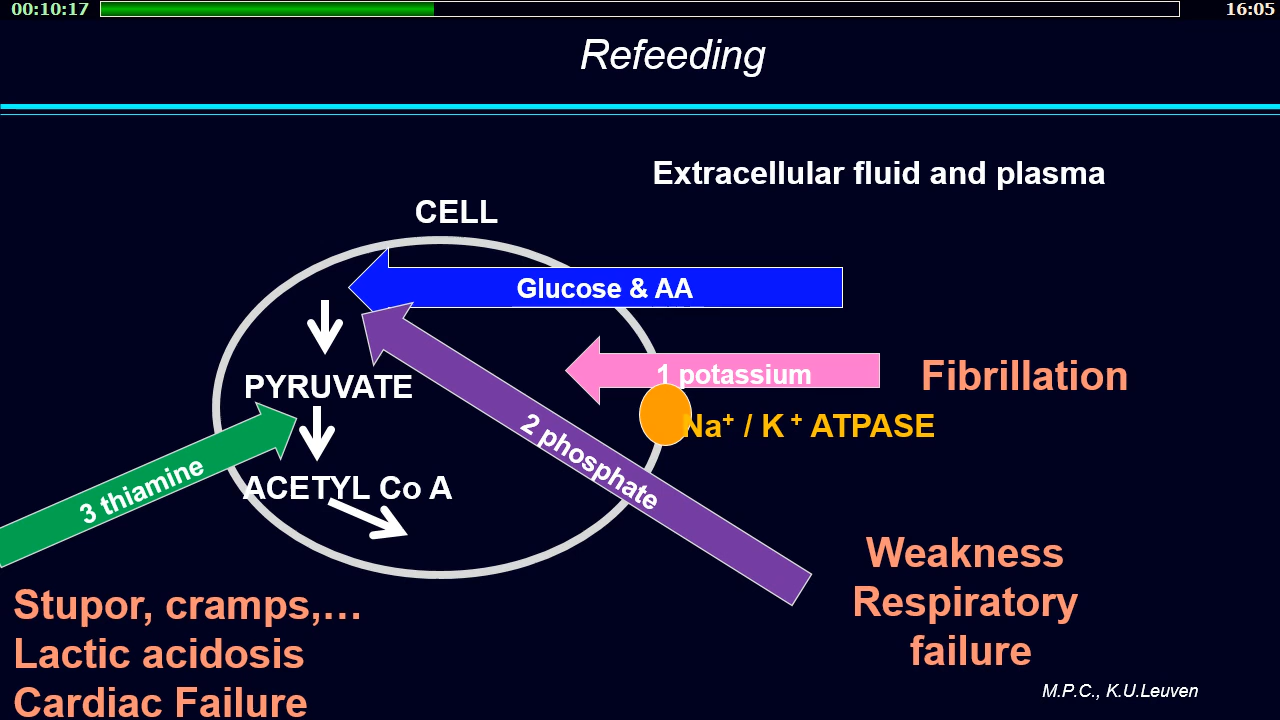 00:10:17
16:05
Refeeding
Extracellular fluid and plasma
CELL
Glucose & AA
1 potassium
Fibrillation
PYRUVATE
Na⁺ / K⁺ ATPASE
2 phosphate
3 thiamine
ACETYL Co A
Weakness
Respiratory
failure
Stupor, cramps,…
Lactic acidosis
Cardiac Failure
M.P.C., K.U.Leuven